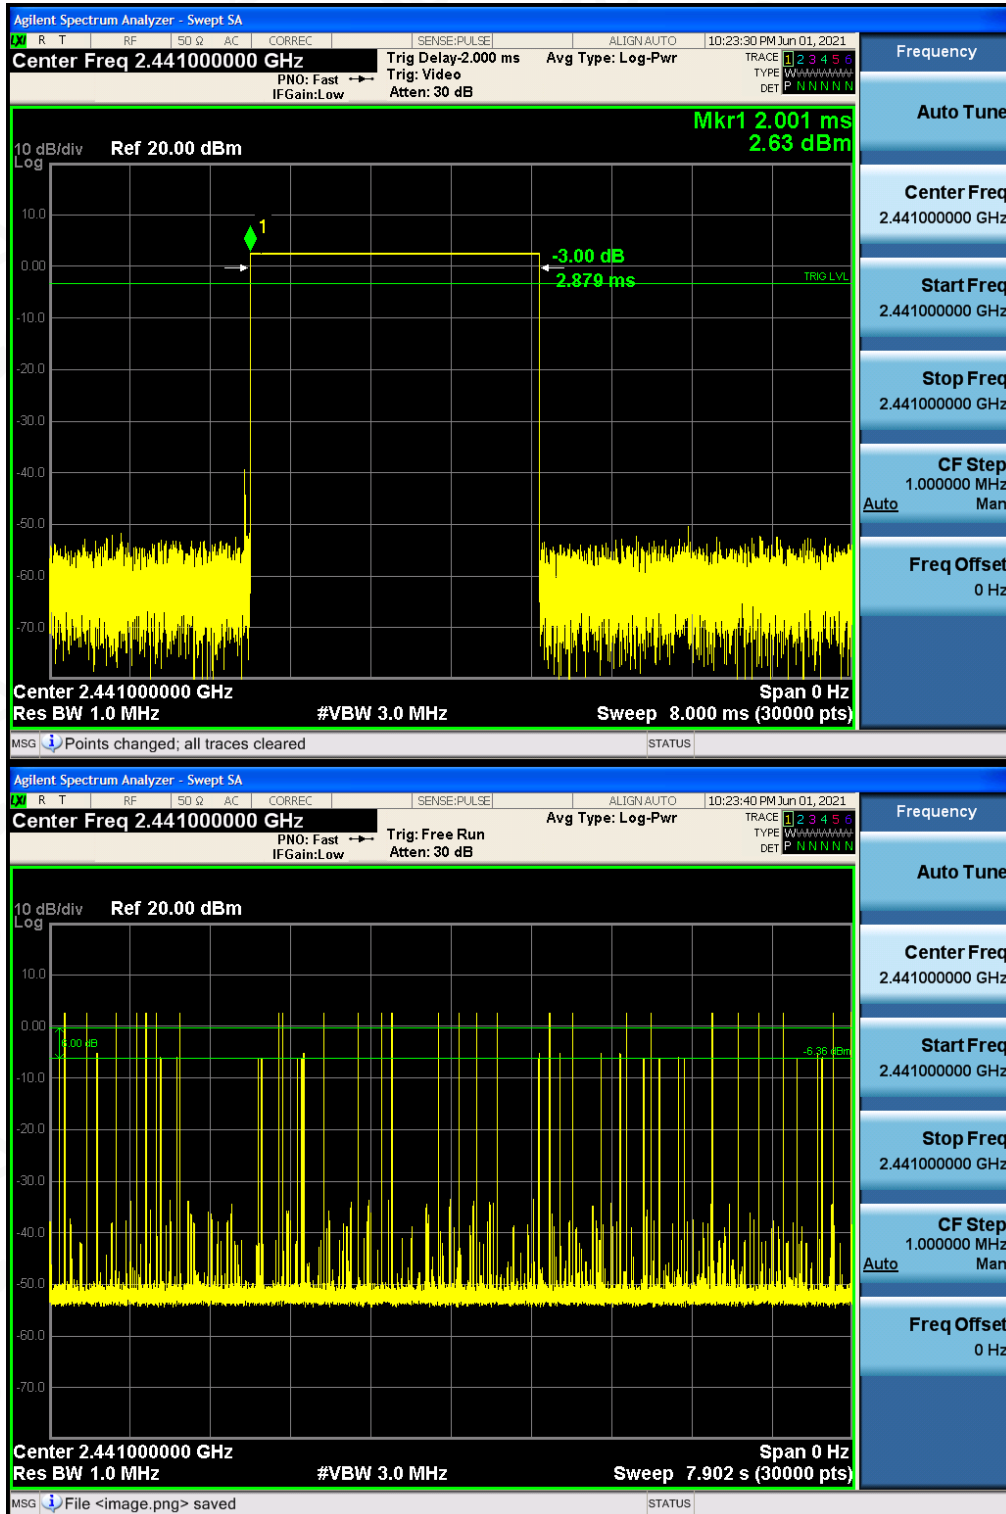 Agilent Spectrum Analyzer - Swept SA
LXI R T RF 50 Ω AC CORREC SENSE:PULSE ALIGN AUTO 10:23:30 PM Jun 01, 2021
Center Freq 2.441000000 GHz
PNO: Fast
IFGain:Low
Trig Delay-2.000 ms
Trig: Video
Atten: 30 dB
Avg Type: Log-Pwr
TRACE 1 2 3 4 5 6
TYPE W
DET P N N N N N
Mkr1 2.001 ms
2.63 dBm
10 dB/div Ref 20.00 dBm
Log
1
10.0
-3.00 dB
0.00
2.879 ms
TRIG LVL
-10.0
-20.0
-30.0
-40.0
-50.0
-60.0
-70.0
Center 2.441000000 GHz Span 0 Hz
Res BW 1.0 MHz #VBW 3.0 MHz Sweep 8.000 ms (30000 pts)
MSG Points changed; all traces cleared STATUS
Frequency
Auto Tune
Center Freq
2.441000000 GHz
Start Freq
2.441000000 GHz
Stop Freq
2.441000000 GHz
CF Step
1.000000 MHz
Auto Man
Freq Offset
0 Hz
Agilent Spectrum Analyzer - Swept SA
LXI R T RF 50 Ω AC CORREC SENSE:PULSE ALIGN AUTO 10:23:40 PM Jun 01, 2021
Center Freq 2.441000000 GHz
PNO: Fast
IFGain:Low
Trig: Free Run
Atten: 30 dB
Avg Type: Log-Pwr
TRACE 1 2 3 4 5 6
TYPE W
DET P N N N N N
10 dB/div Ref 20.00 dBm
Log
10.0
0.00
6.00 dB
-6.36 dBm
-10.0
-20.0
-30.0
-40.0
-50.0
-60.0
-70.0
Center 2.441000000 GHz Span 0 Hz
Res BW 1.0 MHz #VBW 3.0 MHz Sweep 7.902 s (30000 pts)
MSG File <image.png> saved STATUS
Frequency
Auto Tune
Center Freq
2.441000000 GHz
Start Freq
2.441000000 GHz
Stop Freq
2.441000000 GHz
CF Step
1.000000 MHz
Auto Man
Freq Offset
0 Hz